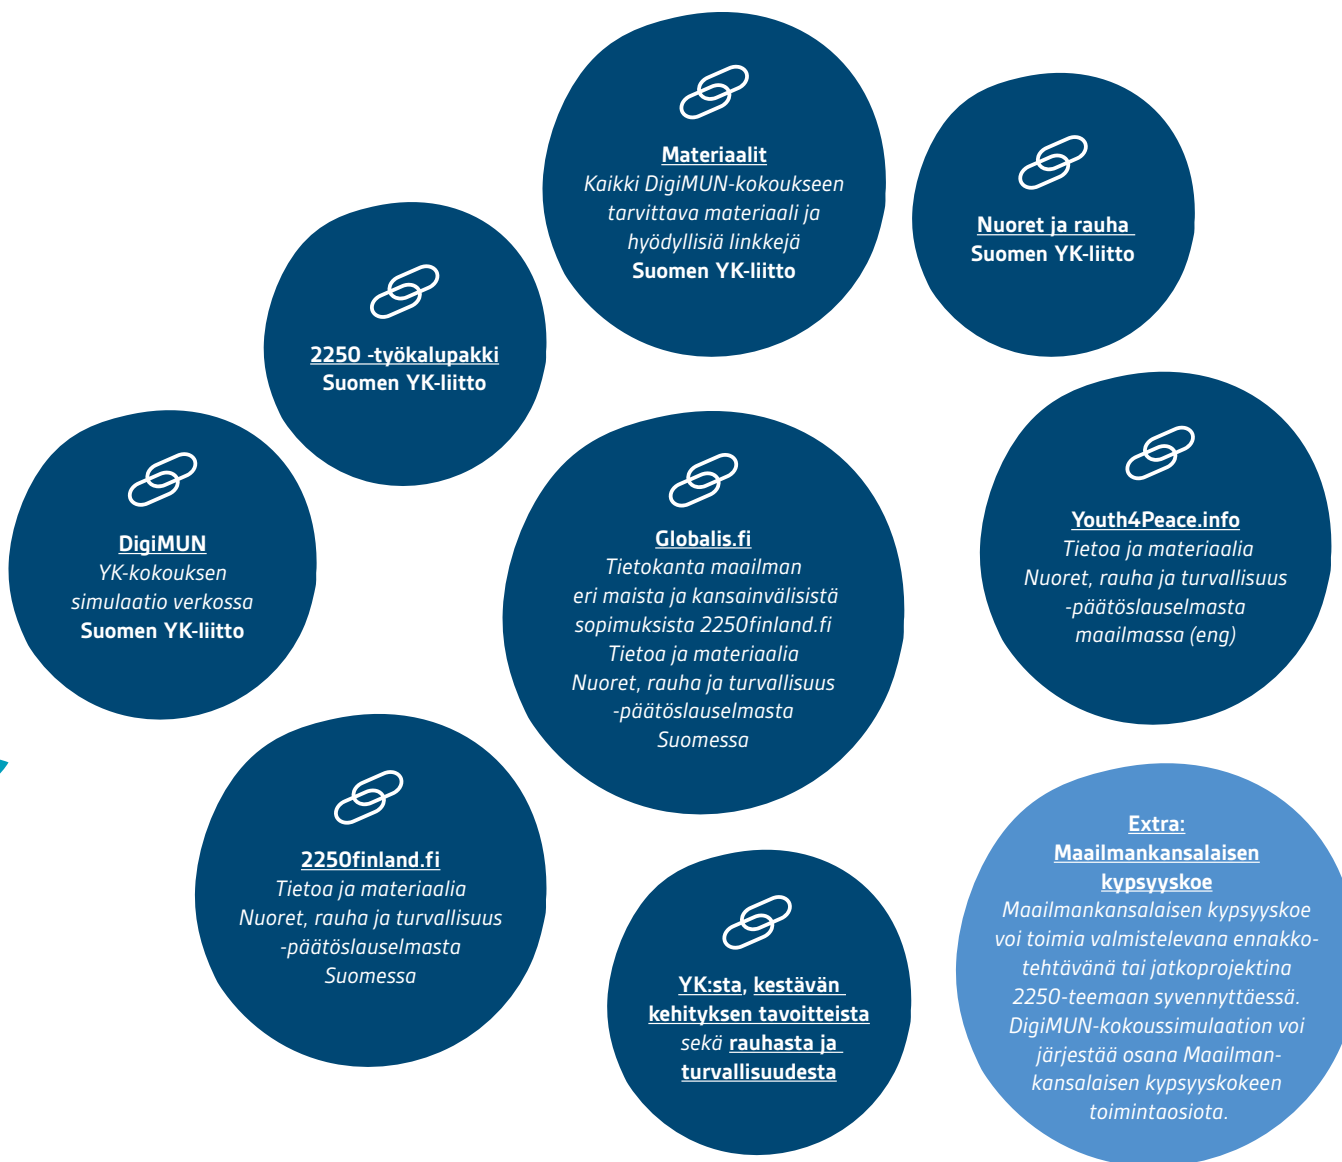 Materiaalit
Kaikki DigiMUN-kokoukseen
tarvittava materiaali ja
hyödyllisiä linkkejä
Suomen YK-liitto
Nuoret ja rauha
Suomen YK-liitto
2250 -työkalupakki
Suomen YK-liitto
DigiMUN
YK-kokouksen
simulaatio verkossa
Suomen YK-liitto
Globalis.fi
Tietokanta maailman
eri maista ja kansainvälisistä
sopimuksista 2250finland.fi
Tietoa ja materiaalia
Nuoret, rauha ja turvallisuus
-päätöslauselmasta
Suomessa
Youth4Peace.info
Tietoa ja materiaalia
Nuoret, rauha ja turvallisuus
-päätöslauselmasta
maailmassa (eng)
2250finland.fi
Tietoa ja materiaalia
Nuoret, rauha ja turvallisuus
-päätöslauselmasta
Suomessa
YK:sta, kestävän
kehityksen tavoitteista
sekä rauhasta ja
turvallisuudesta
Extra:
Maailmankansalaisen
kypsyyskoe
Maailmankansalaisen kypsyyskoe
voi toimia valmistelevana ennakko-
tehtävänä tai jatkoprojektina
2250-teemaan syvennyttäessä.
DigiMUN-kokoussimulaation voi
järjestää osana Maailman-
kansalaisen kypsyyskokeen
toimintaosiota.